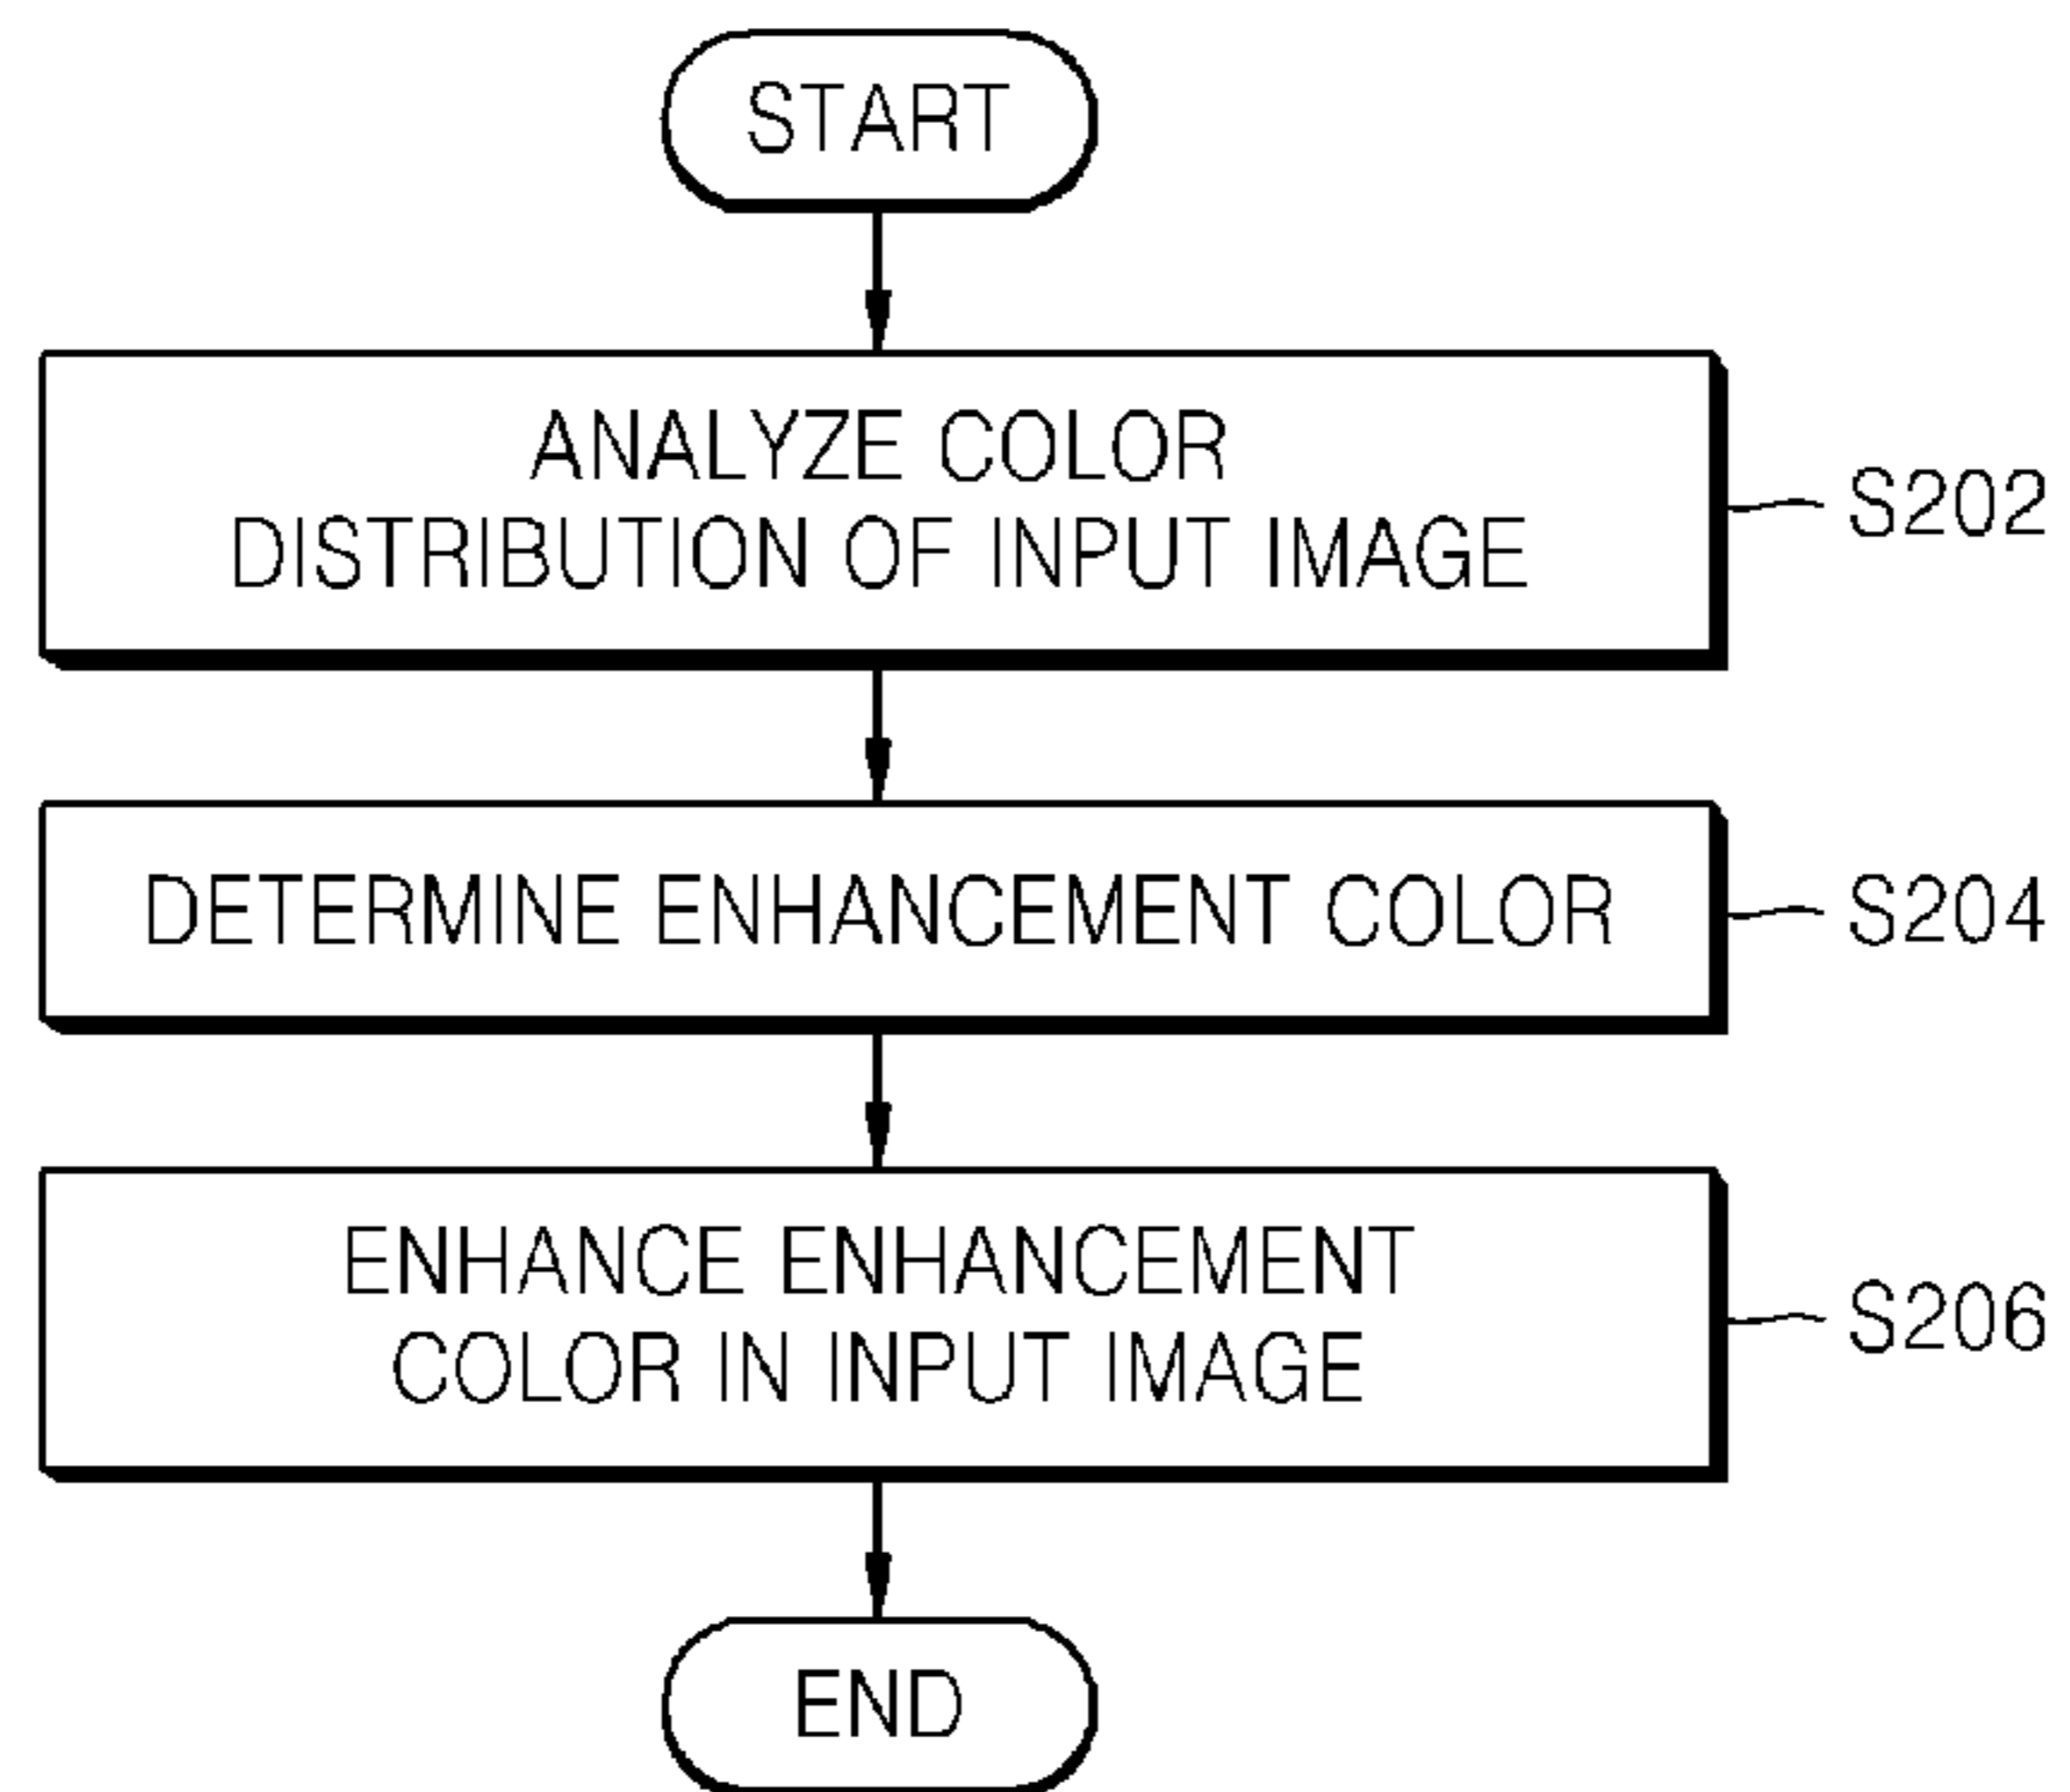 START
ANALYZE COLOR
DISTRIBUTION OF INPUT IMAGE
S202
DETERMINE ENHANCEMENT COLOR
S204
ENHANCE ENHANCEMENT
COLOR IN INPUT IMAGE
S206
END